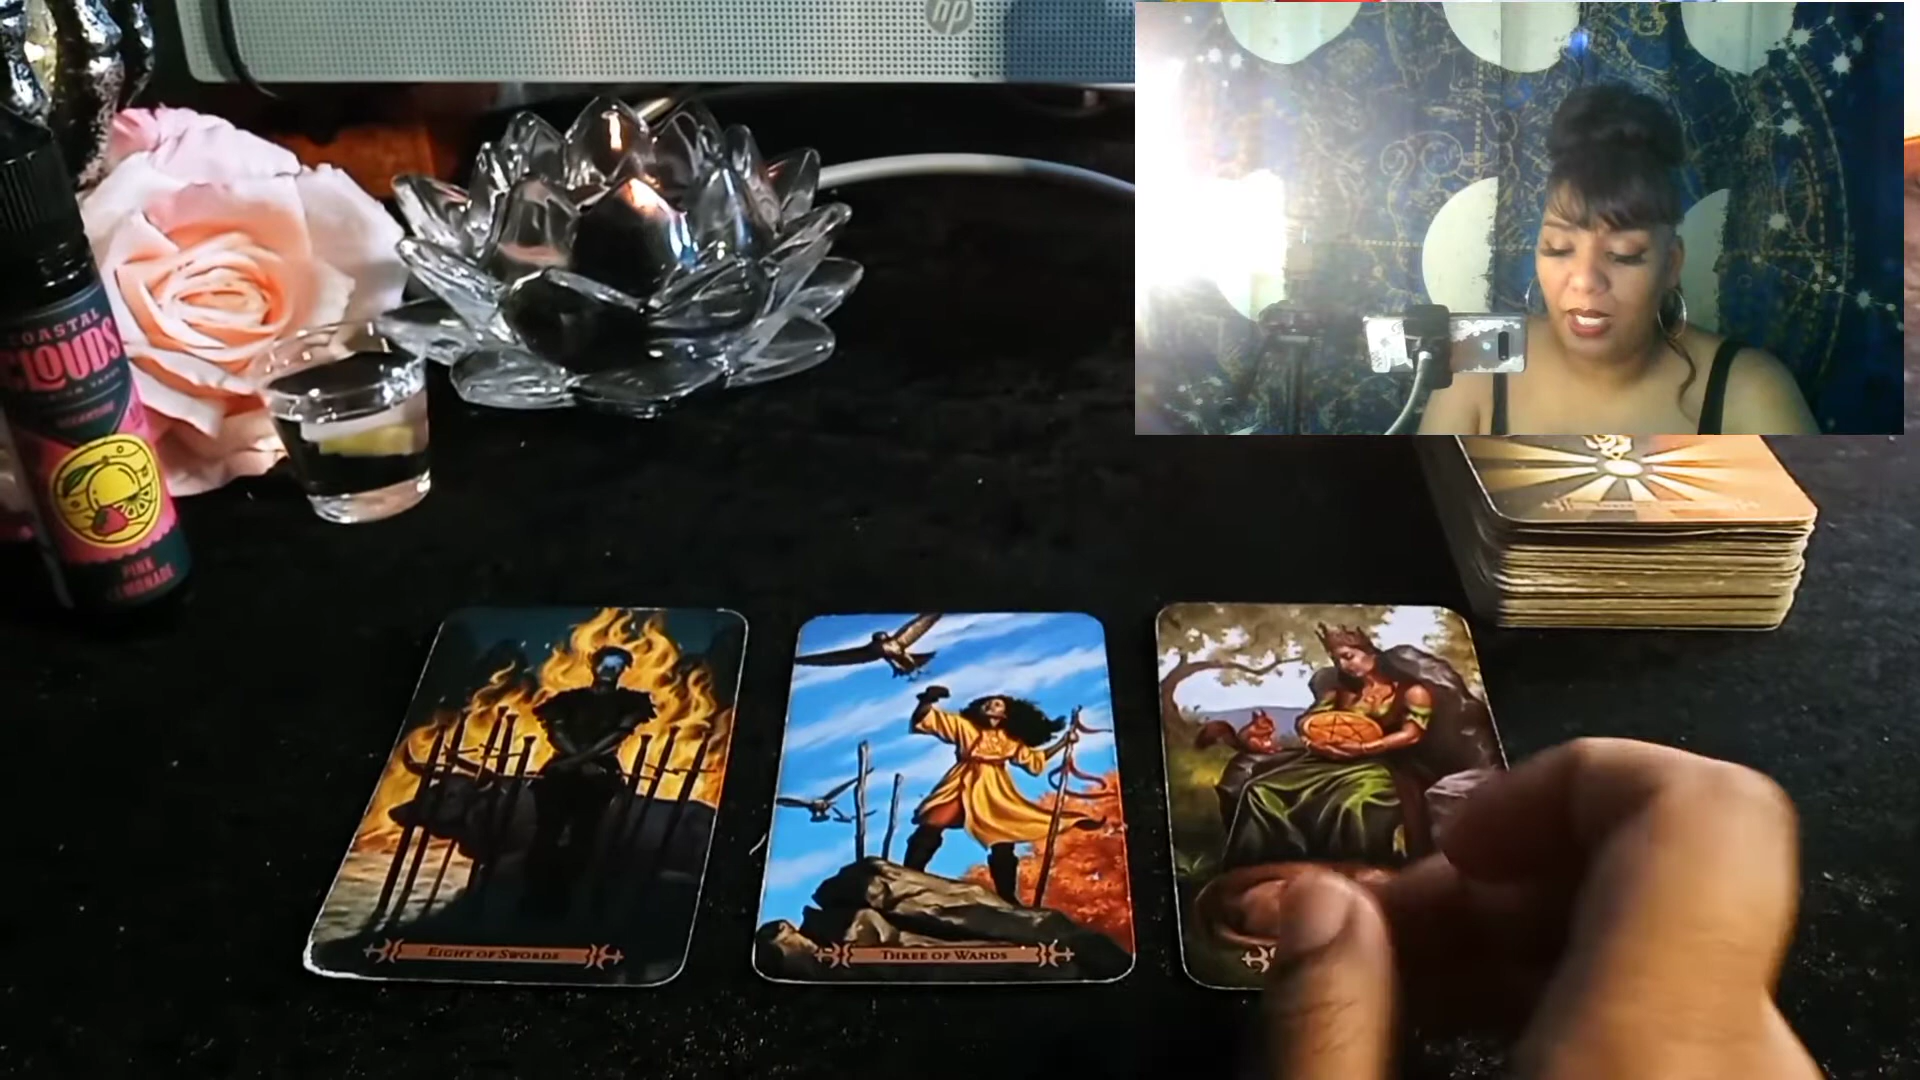 hp
COASTAL
CLOUDS
PINK
LEMONADE
EIGHT OF SWORDS
THREE OF WANDS